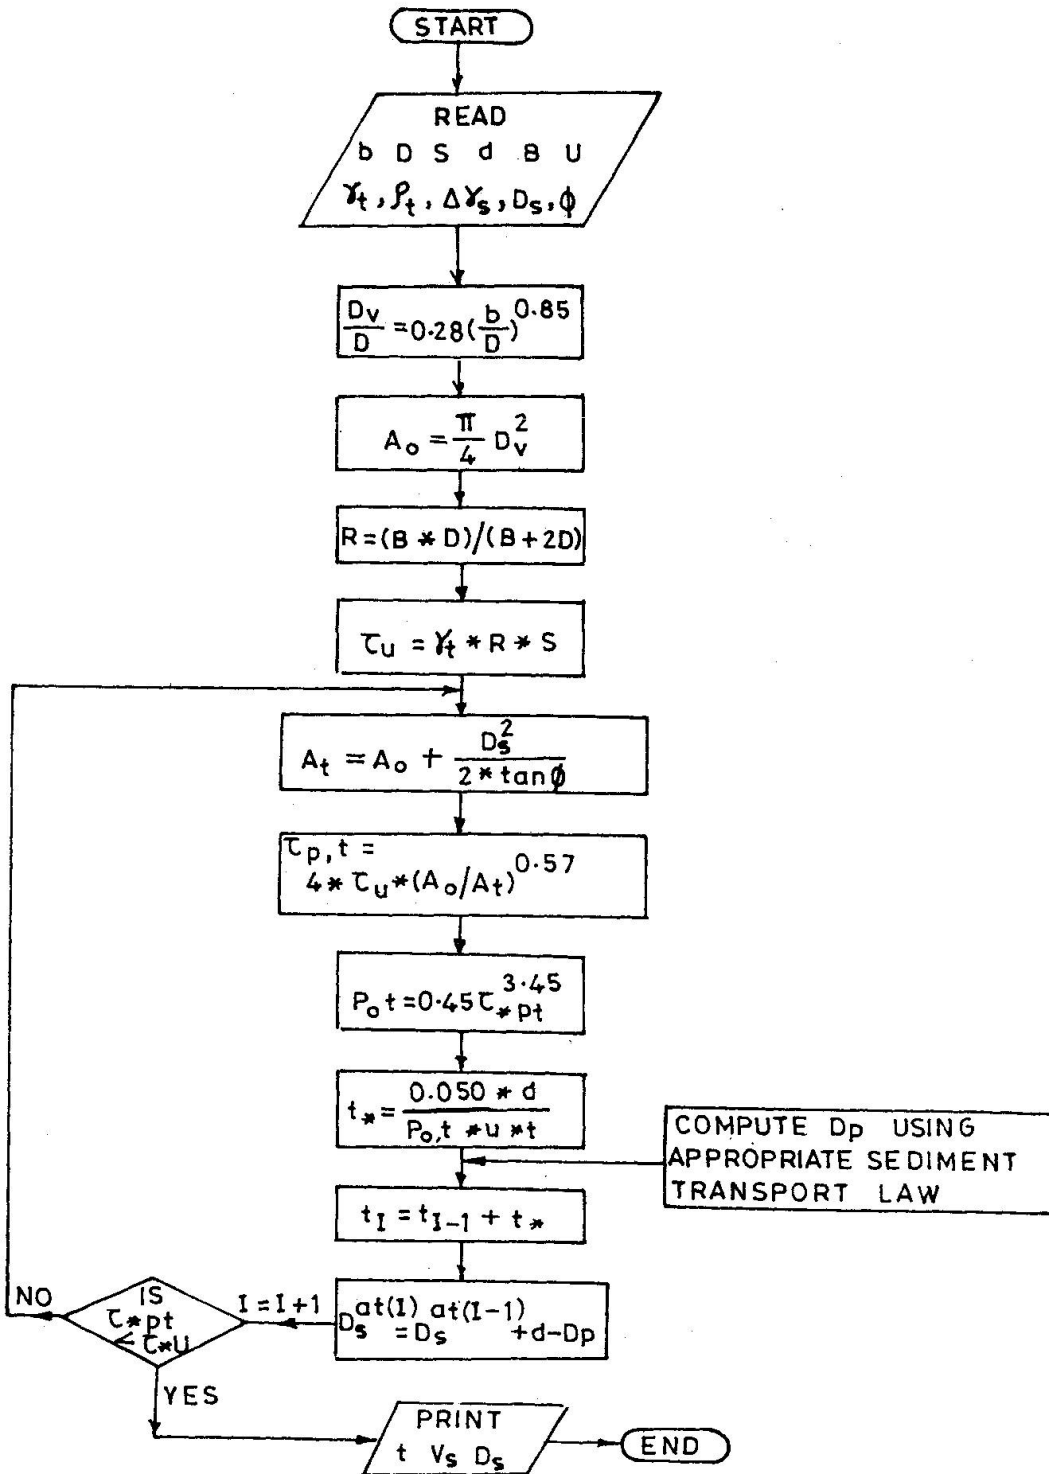 START
READ
b D S d B U
γt , ρt , Δγs , Ds , ϕ
Dv/D = 0·28(b/D)^0·85
Ao = π/4 Dv^2
R=(B * D)/(B+2D)
τu = γt * R * S
At = Ao + Ds^2/(2 * tanϕ)
τp,t =
4* τu*(Ao/At)^0·57
Po t = 0·45 τ*pt^3·45
t* = (0·050 * d)/(Po,t * u * t)
COMPUTE Dp USING
APPROPRIATE SEDIMENT
TRANSPORT LAW
tI = tI-1 + t*
Ds^at(I) = Ds^at(I-1) + d-Dp
I = I+1
IS
τ*pt
< τ*u
NO
YES
PRINT
t Vs Ds
END